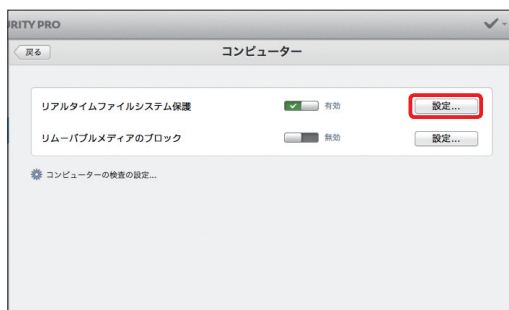 RITY PRO
戻る
コンピューター
リアルタイムファイルシステム保護 有効 設定...
リムーバブルメディアのブロック 無効 設定...
コンピューターの検査の設定...